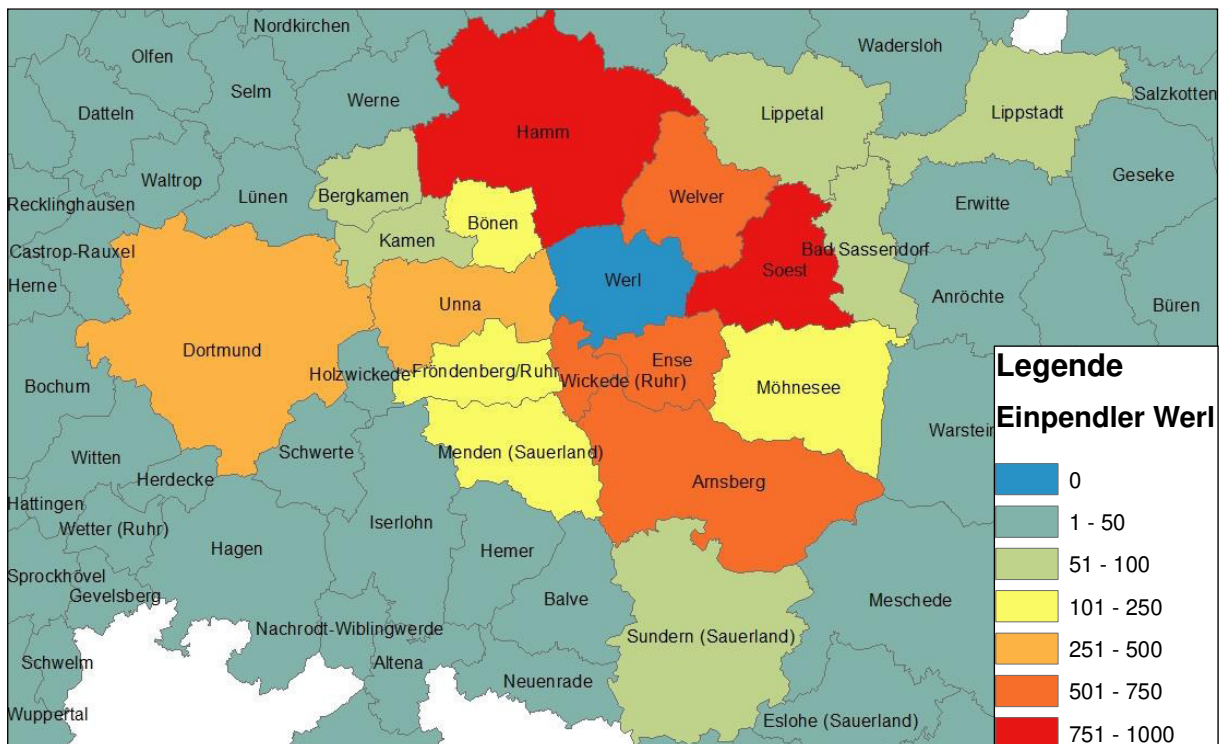 Nordkirchen
Olfen
Wadersloh
Selm
Werne
Salzkotten
Datteln
Lippetal
Lippstadt
Hamm
Waltrop
Geseke
Lünen
Bergkamen
Welver
Recklinghausen
Erwitte
Bönen
Kamen
Castrop-Rauxel
Bad Sassendorf
Soest
Werl
Herne
Unna
Anröchte
Büren
Dortmund
Ense
Holzwickede
Fröndenberg/Ruhr
Wickede (Ruhr)
Möhnesee
Bochum
Warstein
Witten
Schwerte
Menden (Sauerland)
Herdecke
Arnsberg
Hattingen
Wetter (Ruhr)
Iserlohn
Hagen
Hemer
Sprockhövel
Gevelsberg
Balve
Meschede
Nachrodt-Wiblingwerde
Sundern (Sauerland)
Schwelm
Altena
Neuenrade
Wuppertal
Eslohe (Sauerland)
Legende
Einpendler Werl
0
1 - 50
51 - 100
101 - 250
251 - 500
501 - 750
751 - 1000